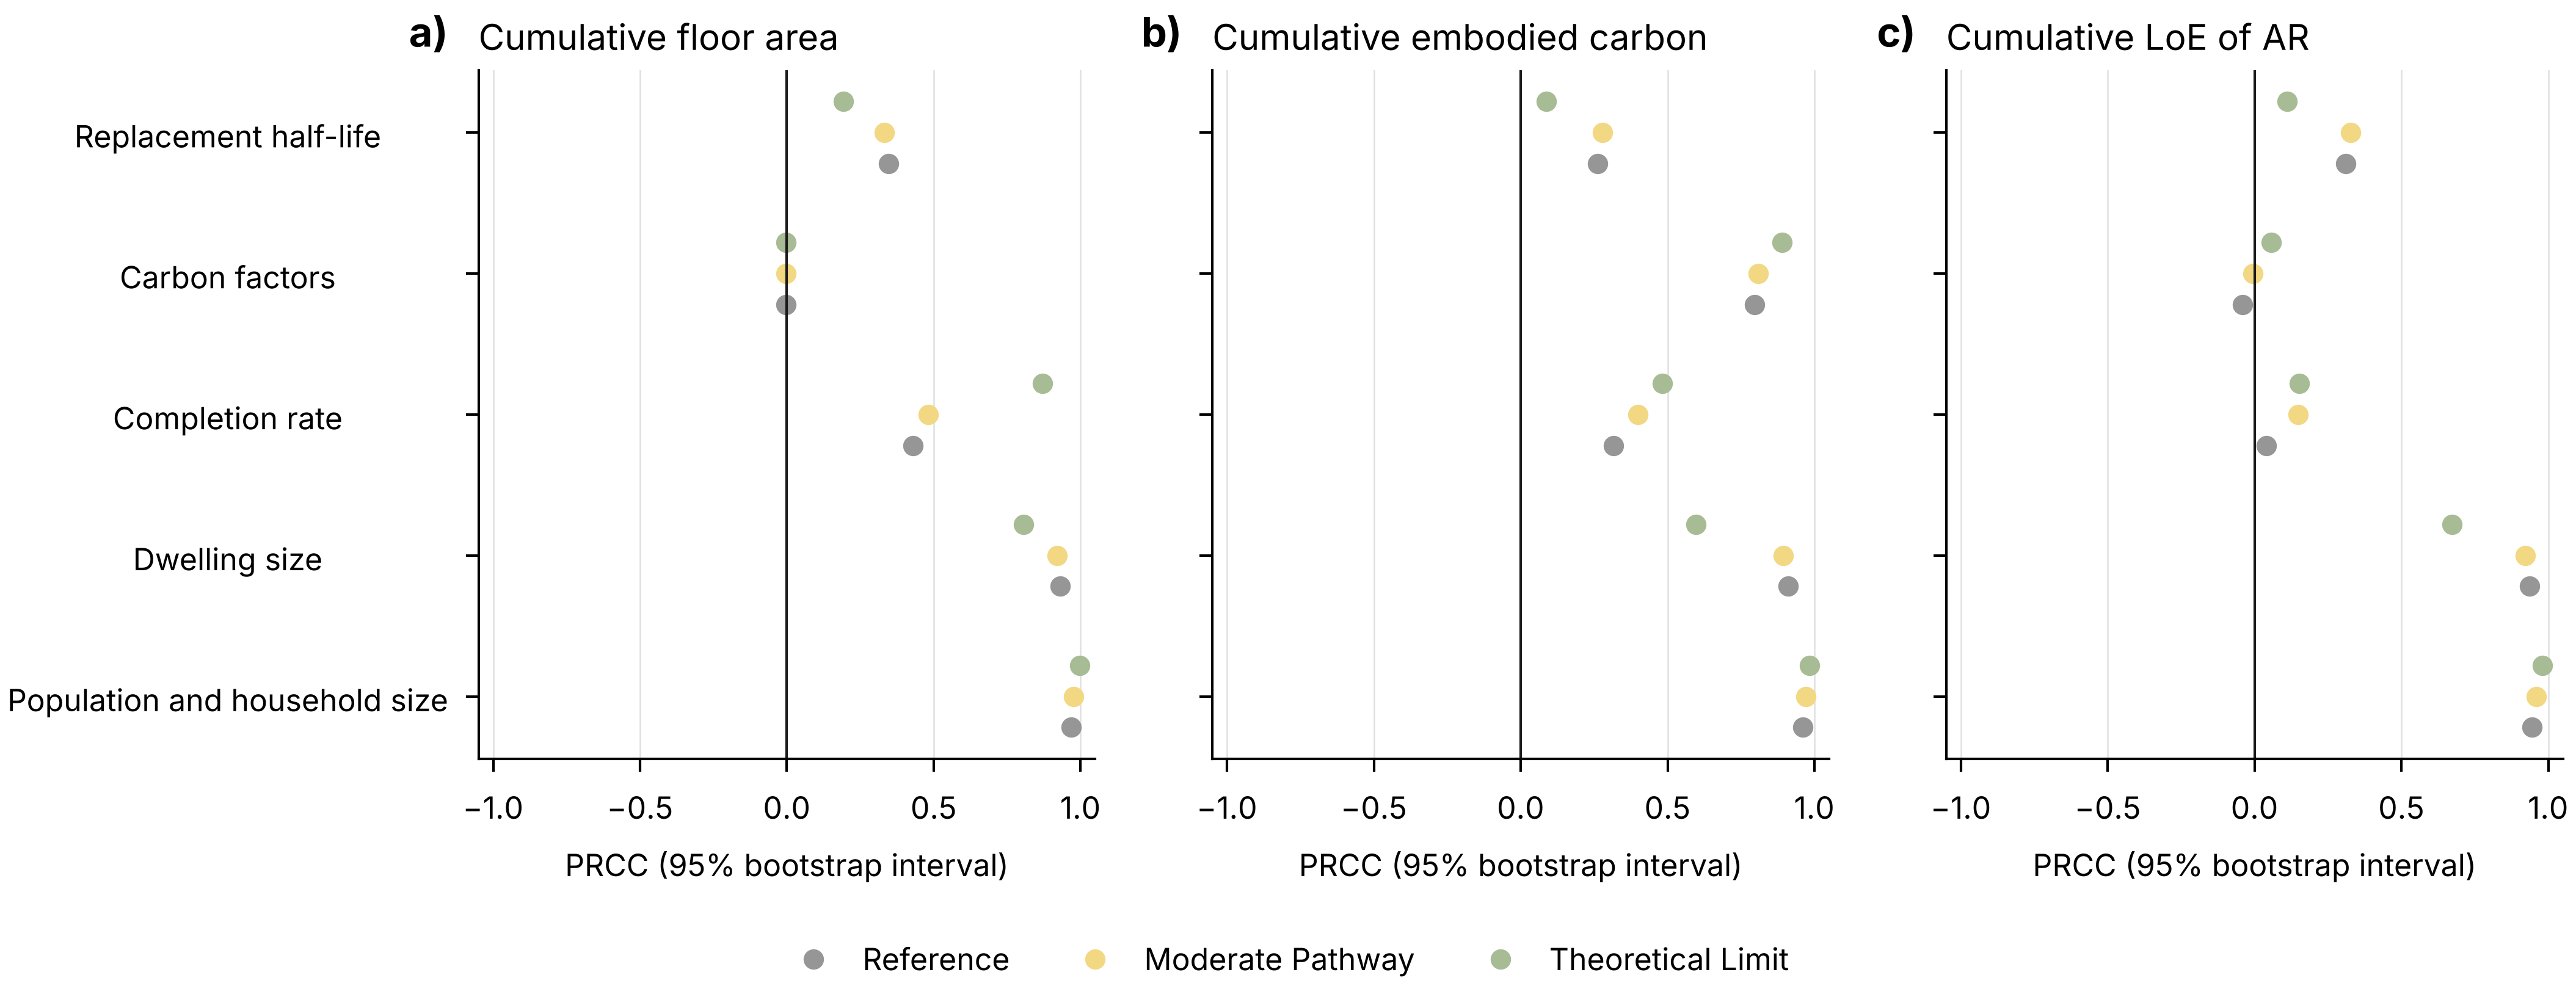 a) Cumulative floor area
b) Cumulative embodied carbon
c) Cumulative LoE of AR
Replacement half-life
Carbon factors
Completion rate
Dwelling size
Population and household size
−1.0 −0.5 0.0 0.5 1.0
−1.0 −0.5 0.0 0.5 1.0
−1.0 −0.5 0.0 0.5 1.0
PRCC (95% bootstrap interval)
PRCC (95% bootstrap interval)
PRCC (95% bootstrap interval)
Reference
Moderate Pathway
Theoretical Limit